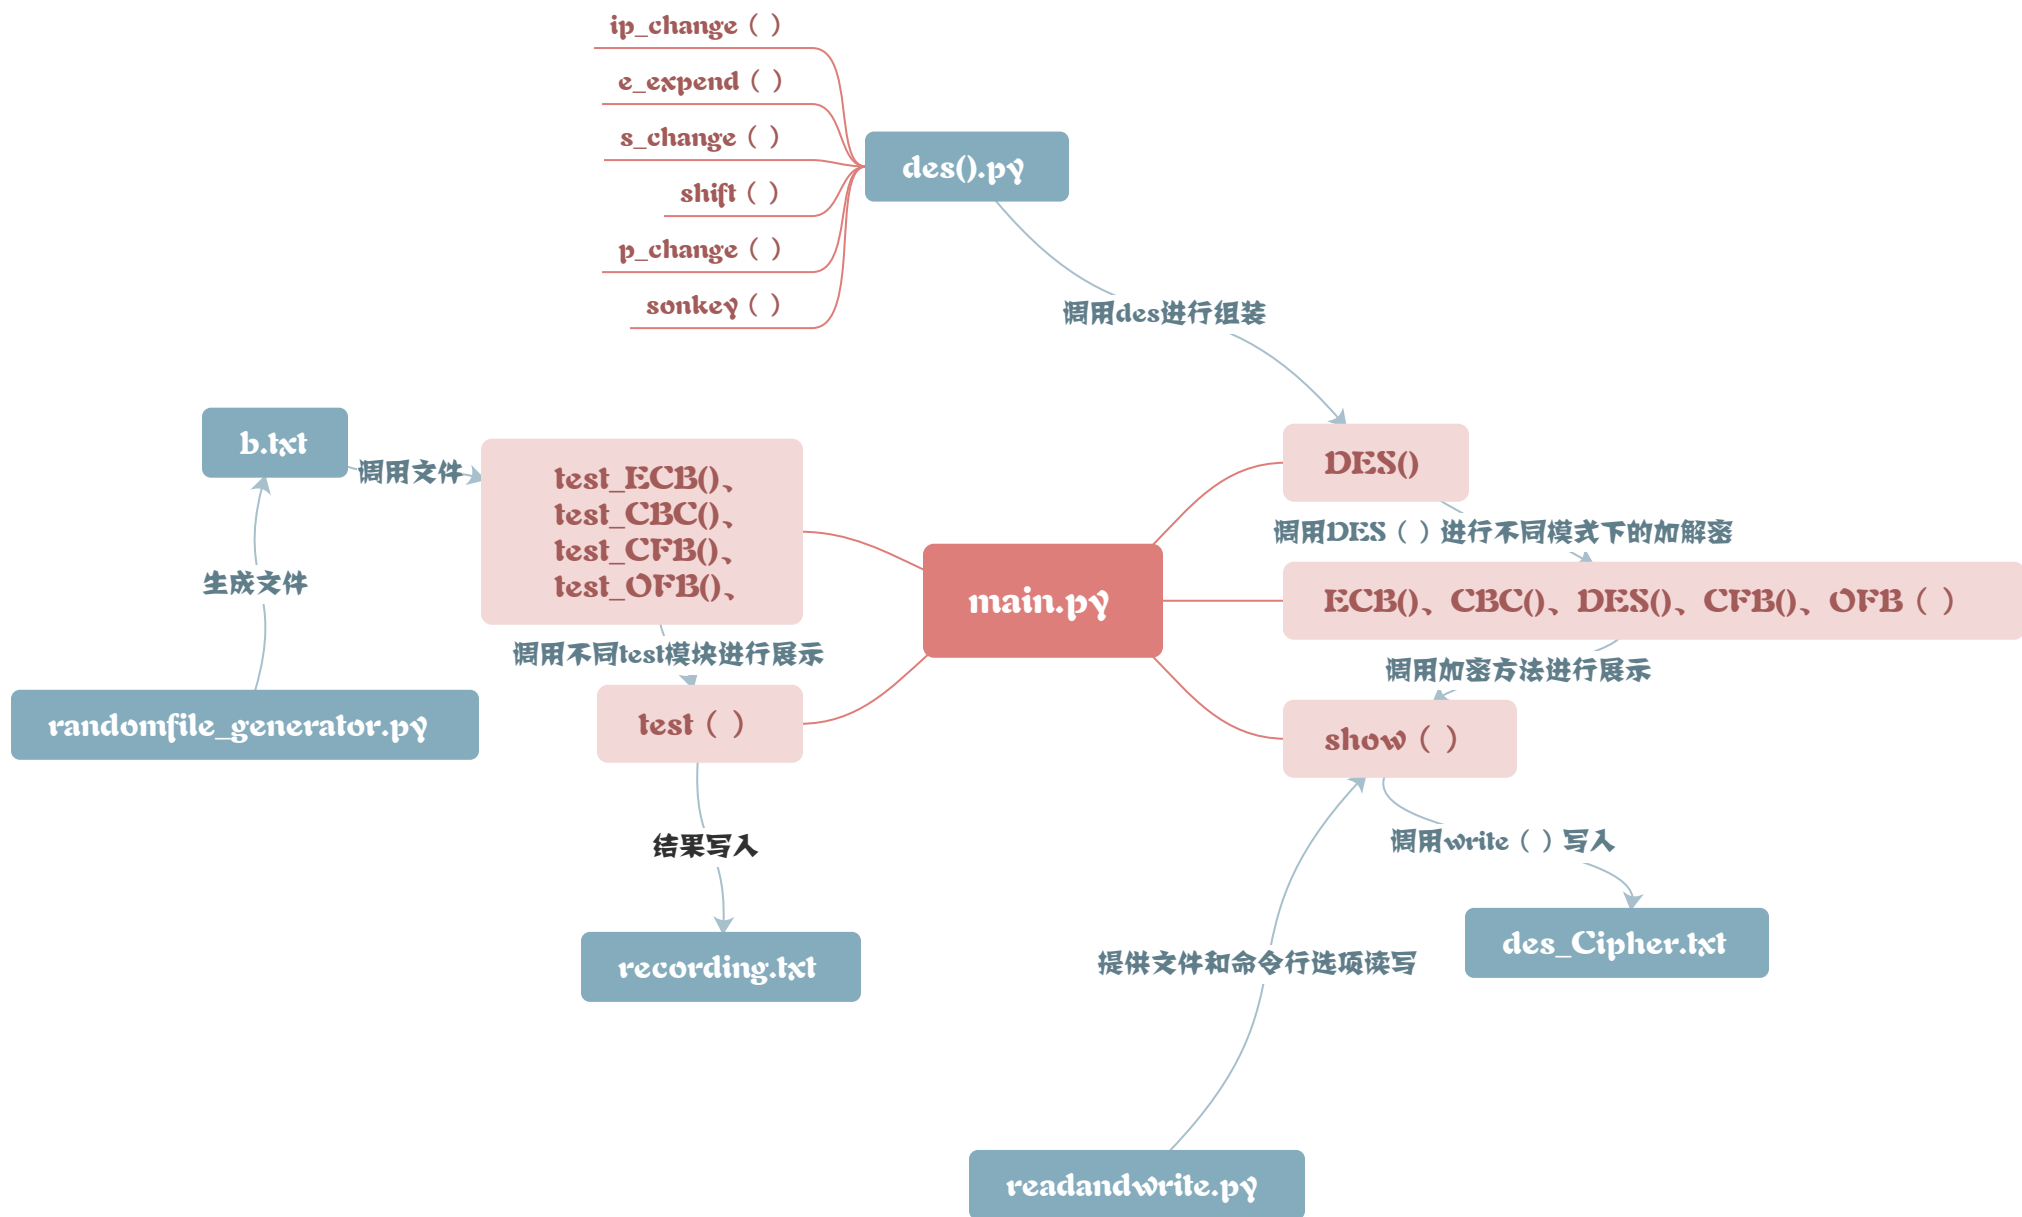 ip_change（ ）
e_expend（ ）
s_change（ ）
shift（ ）
p_change（ ）
sonkey（ ）
des().py
调用des进行组装
b.txt
调用文件
test_ECB()、
test_CBC()、
test_CFB()、
test_OFB()、
DES()
调用DES（ ）进行不同模式下的加解密
生成文件
main.py
ECB()、CBC()、DES()、CFB()、OFB（ ）
调用不同test模块进行展示
调用加密方法进行展示
randomfile_generator.py
test（ ）
show（ ）
结果写入
调用write（ ）写入
recording.txt
des_Cipher.txt
提供文件和命令行选项读写
readandwrite.py